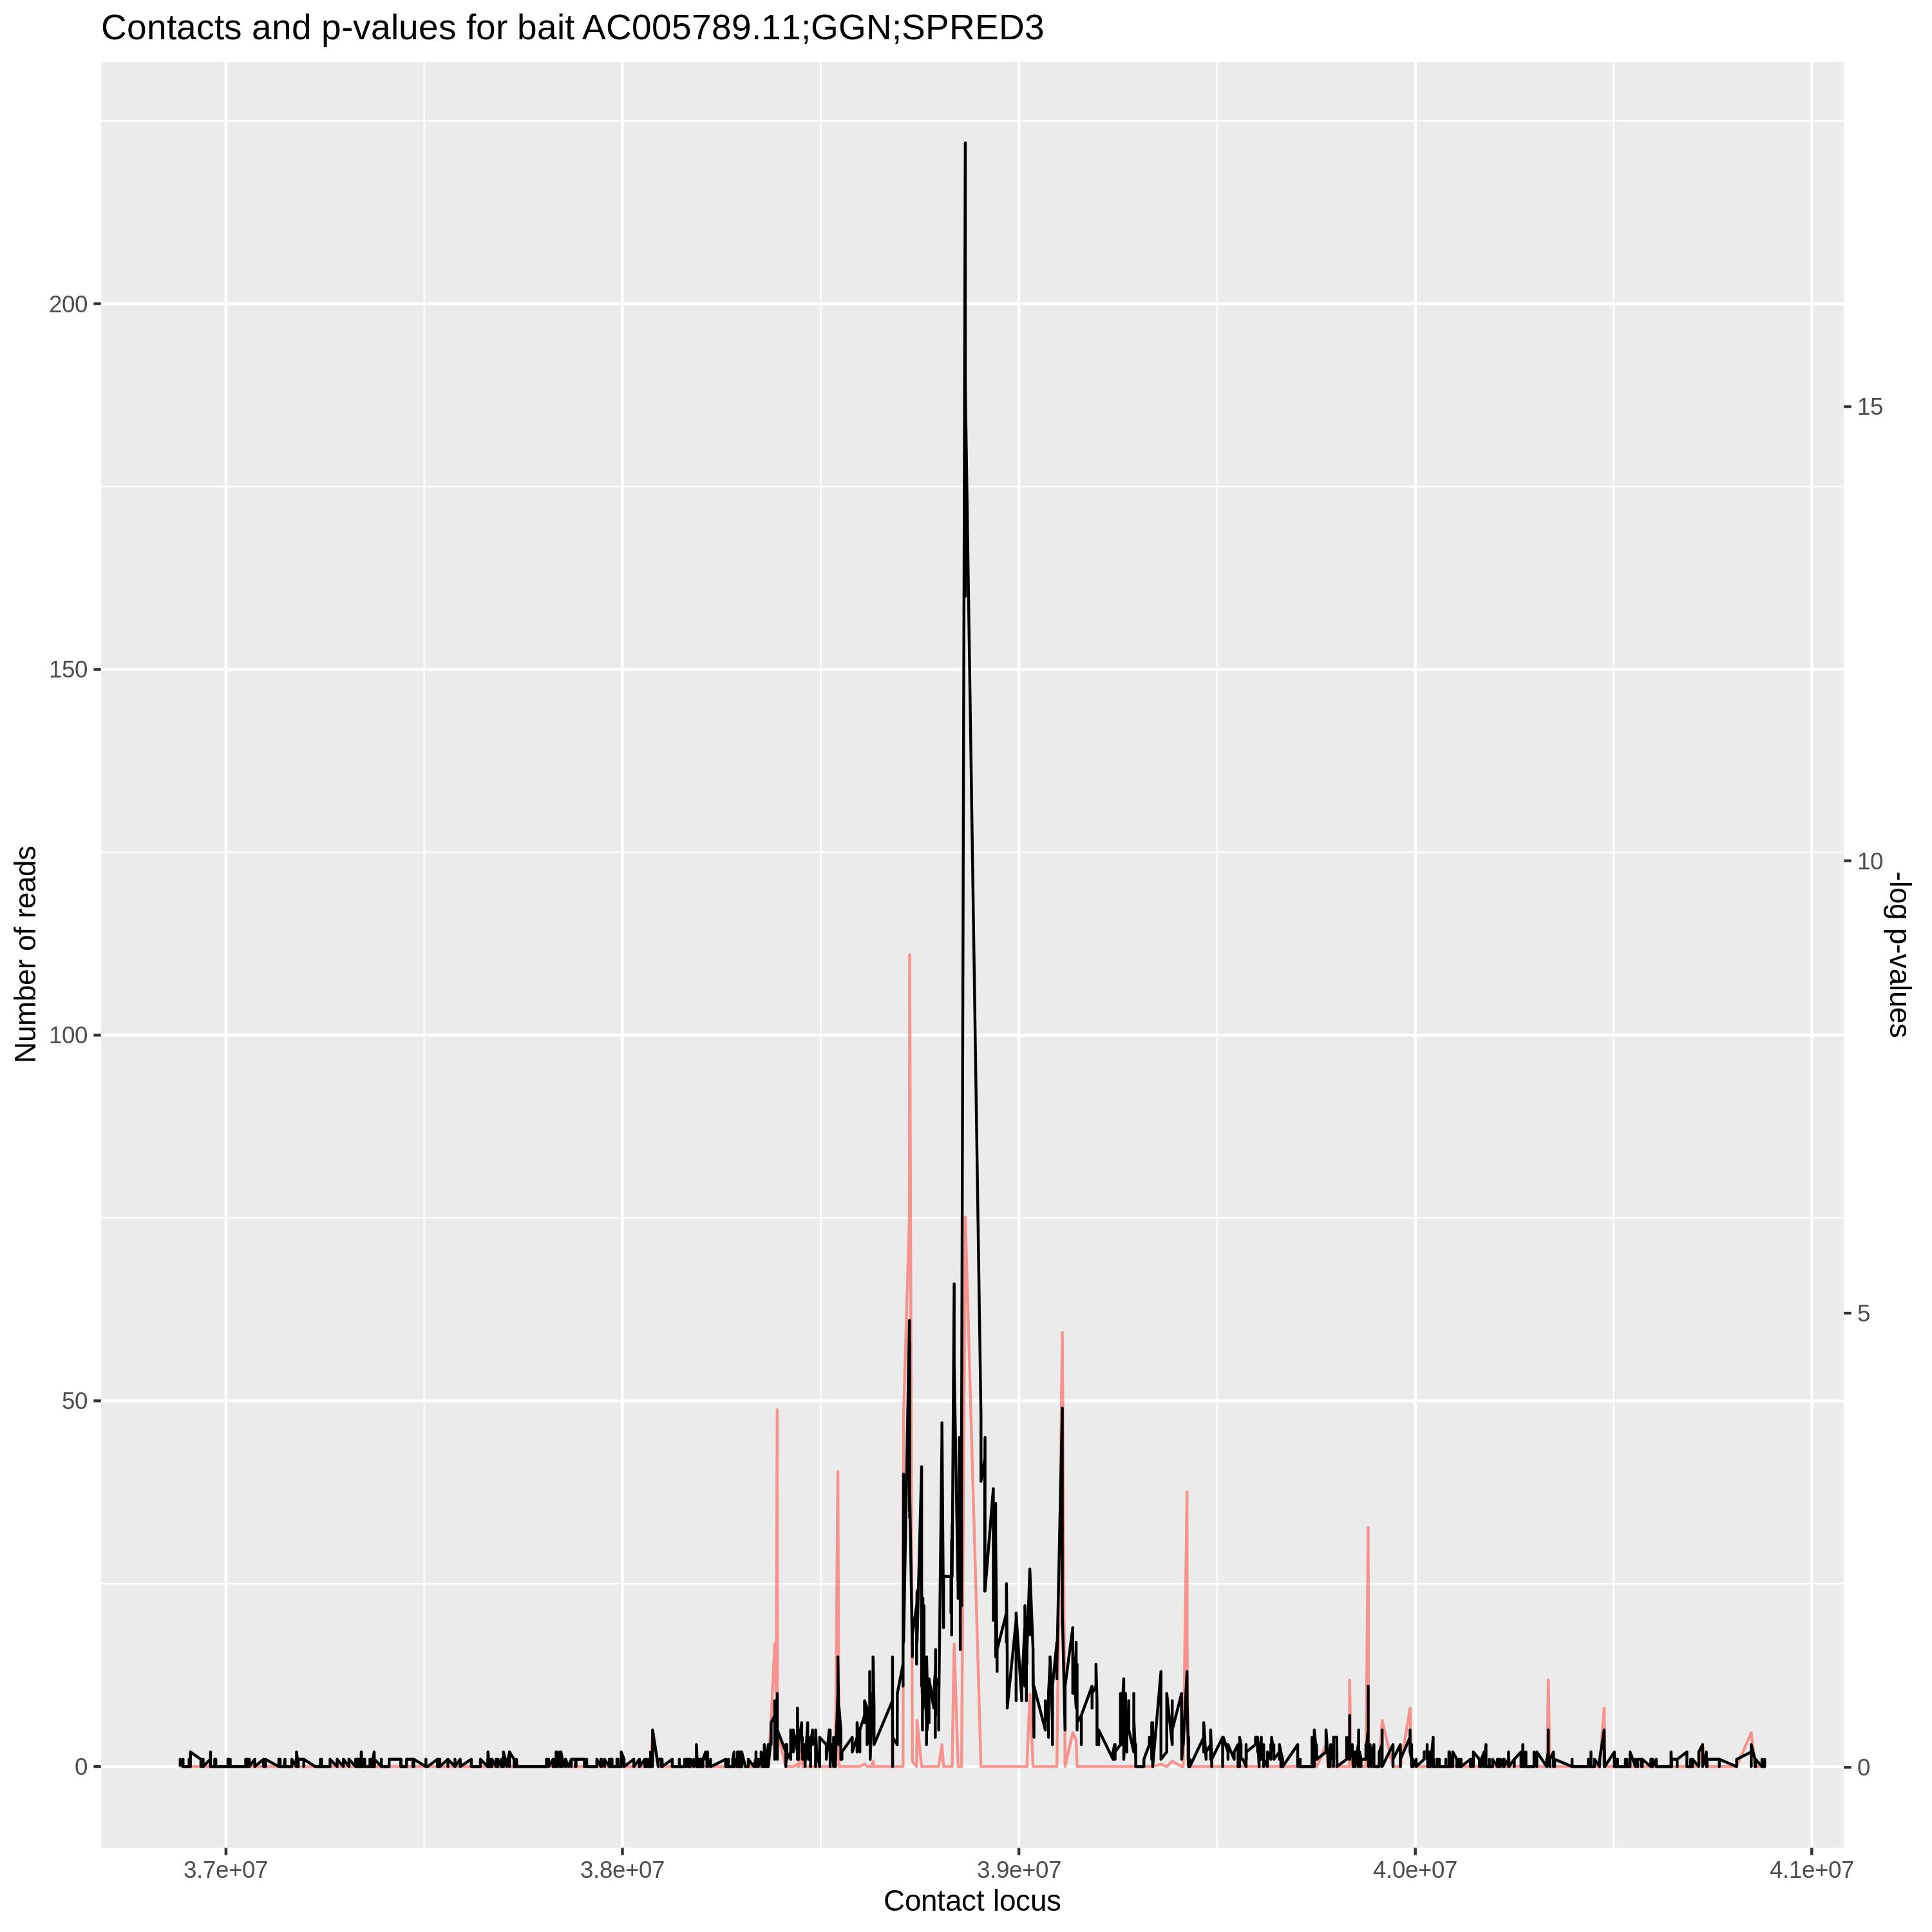 Contacts and p-values for bait AC005789.11;GGN;SPRED3
200
150
100
50
0
Number of reads
15
10
5
0
-log p-values
3.7e+07
3.8e+07
3.9e+07
4.0e+07
4.1e+07
Contact locus